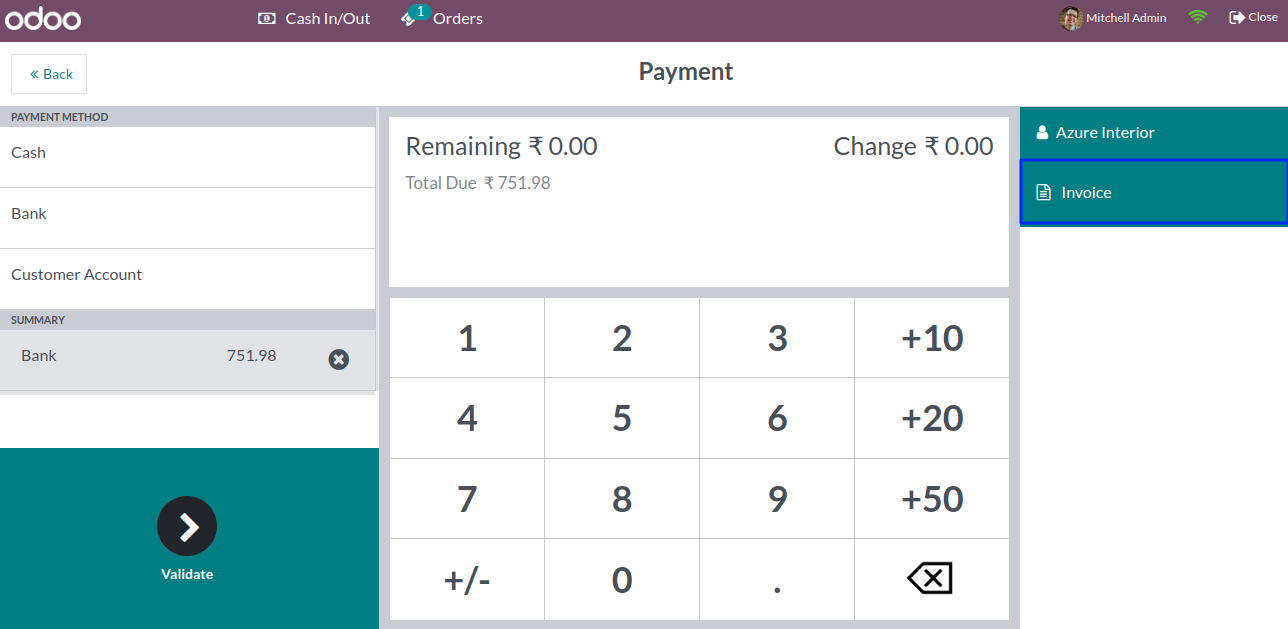 odoo
Cash In/Out
1
Orders
Mitchell Admin
Close
« Back
Payment
PAYMENT METHOD
Cash
Bank
Customer Account
SUMMARY
Bank 751.98
Validate
Remaining ₹ 0.00
Change ₹ 0.00
Total Due ₹ 751.98
1 2 3 +10
4 5 6 +20
7 8 9 +50
+/- 0 .
Azure Interior
Invoice